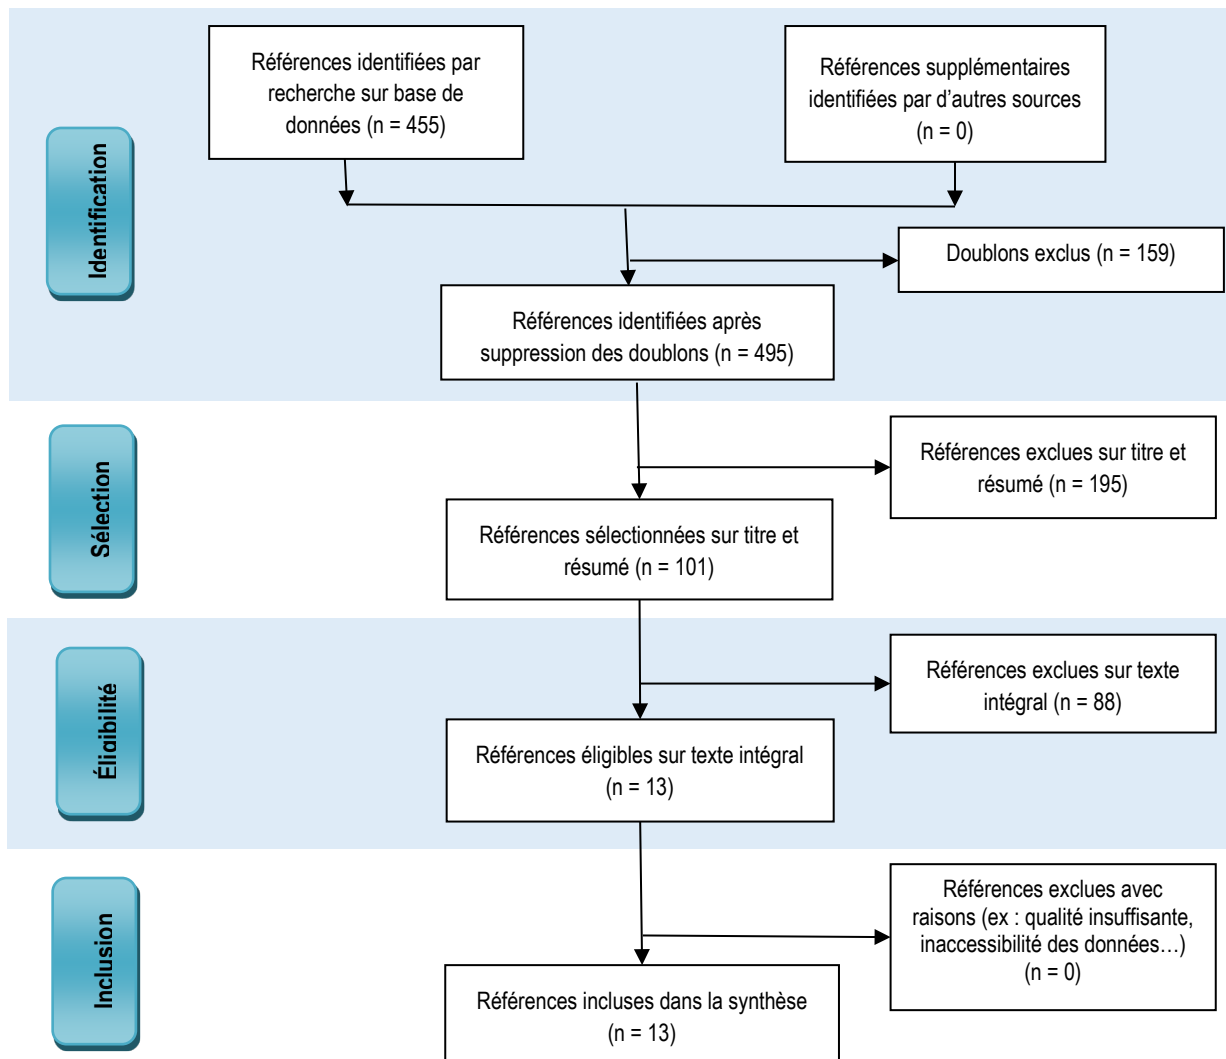 Références identifiées par
recherche sur base de
données (n = 455)
Références supplémentaires
identifiées par d’autres sources
(n = 0)
Identification
Doublons exclus (n = 159)
Références identifiées après
suppression des doublons (n = 495)
Sélection
Références exclues sur titre et
résumé (n = 195)
Références sélectionnées sur titre et
résumé (n = 101)
Éligibilité
Références exclues sur texte
intégral (n = 88)
Références éligibles sur texte intégral
(n = 13)
Inclusion
Références exclues avec
raisons (ex : qualité insuffisante,
inaccessibilité des données…)
(n = 0)
Références incluses dans la synthèse
(n = 13)